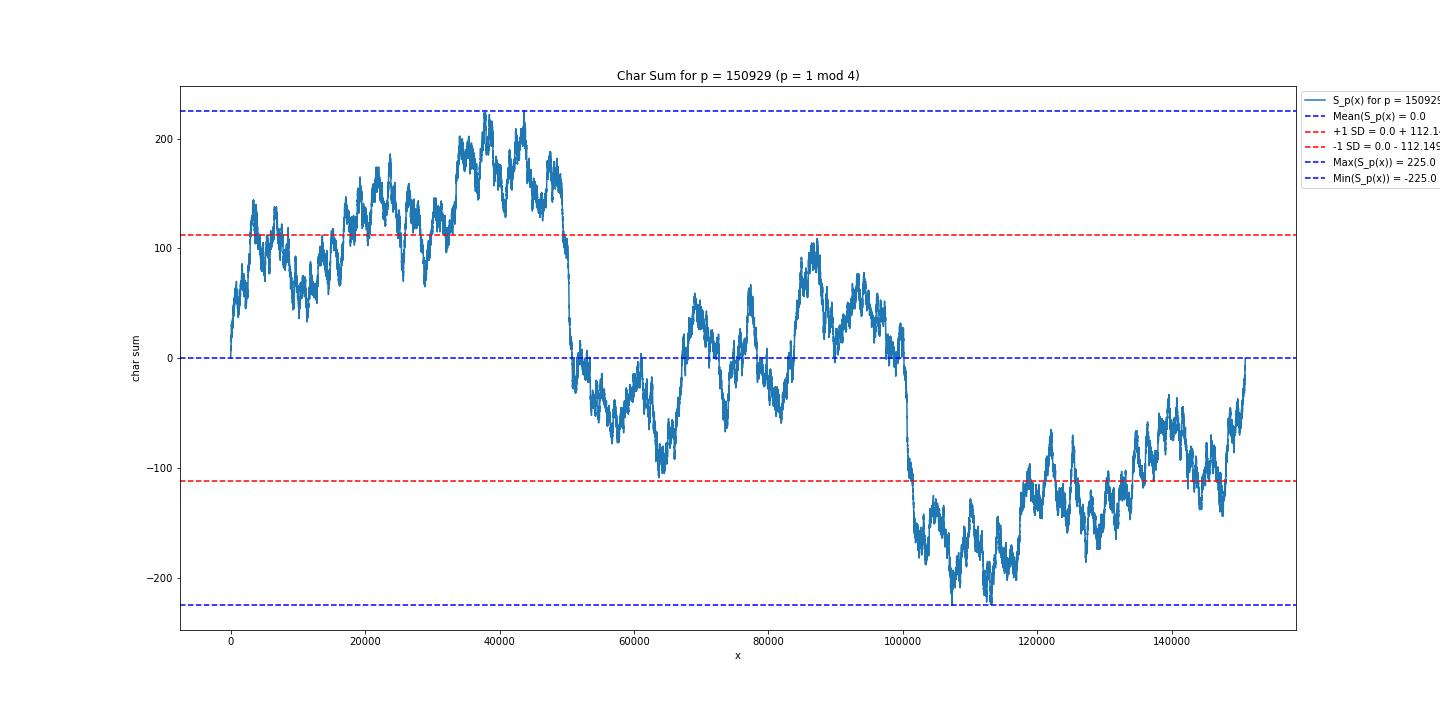 Char Sum for p = 150929 (p = 1 mod 4)
S_p(x) for p = 150929
Mean(S_p(x) = 0.0
+1 SD = 0.0 + 112.14
-1 SD = 0.0 - 112.149
Max(S_p(x)) = 225.0
Min(S_p(x)) = -225.0
200
100
0
−100
−200
char sum
0 20000 40000 60000 80000 100000 120000 140000
x